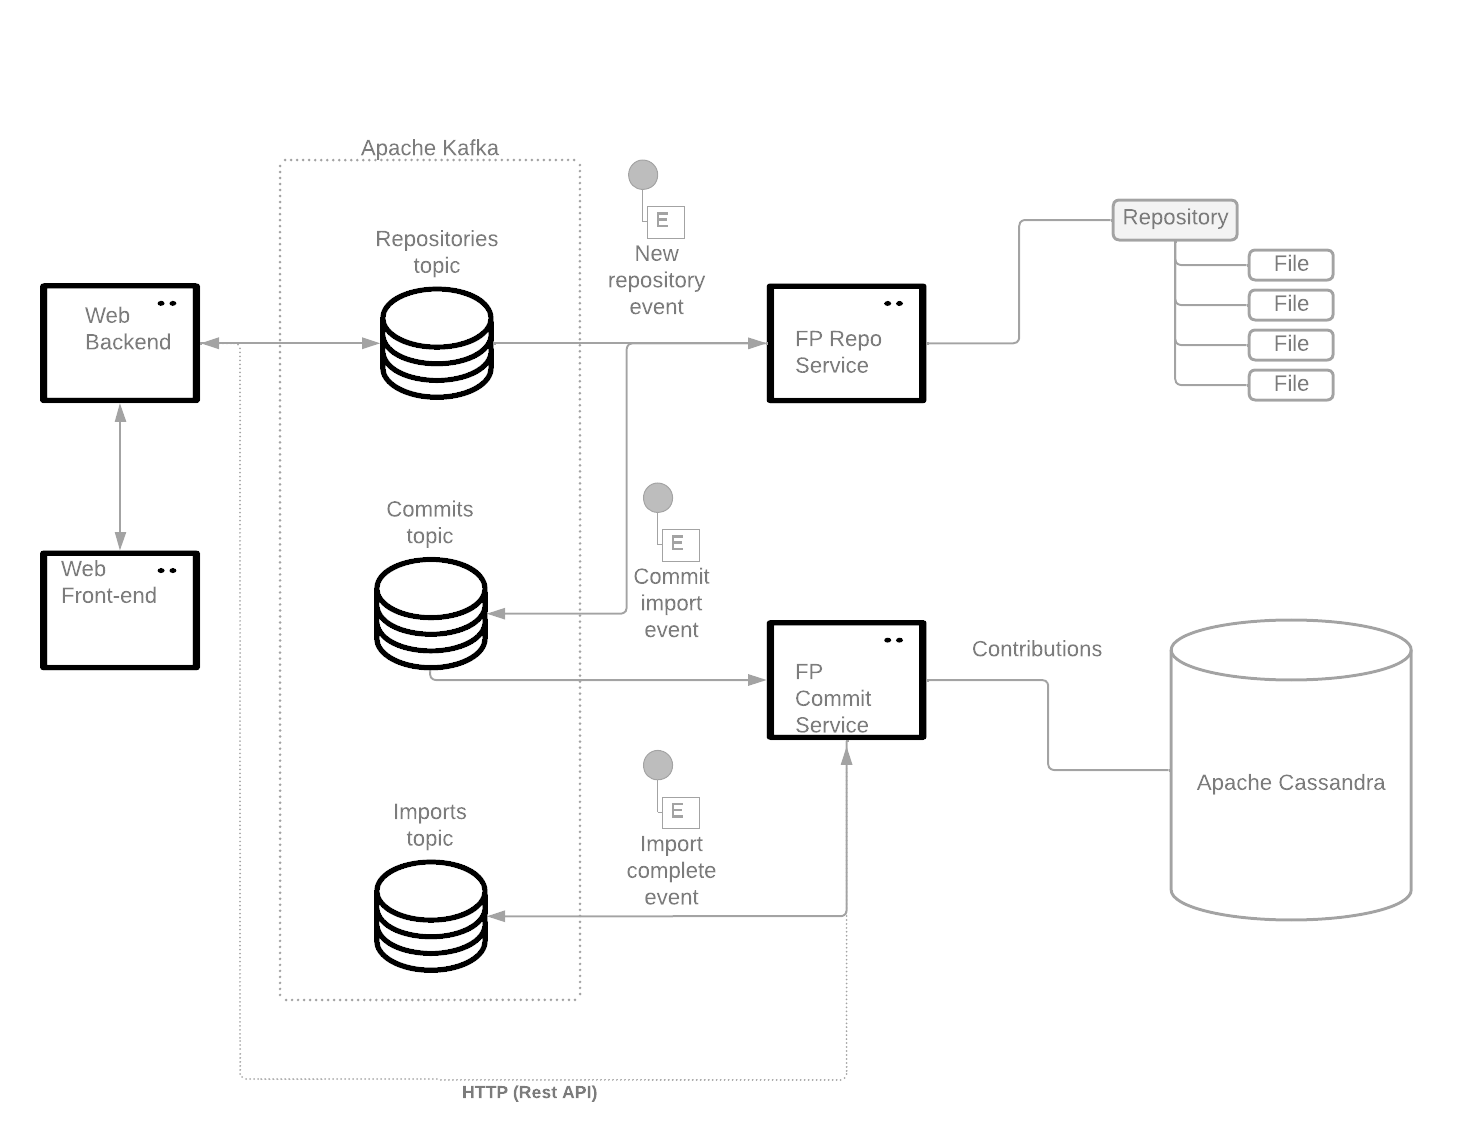 Apache Kafka
Repositories
topic
E
New
repository
event
Repository
File
File
File
File
Web
Backend
FP Repo
Service
Commits
topic
E
Commit
import
event
Web
Front-end
FP
Commit
Service
Contributions
Apache Cassandra
Imports
topic
E
Import
complete
event
HTTP (Rest API)